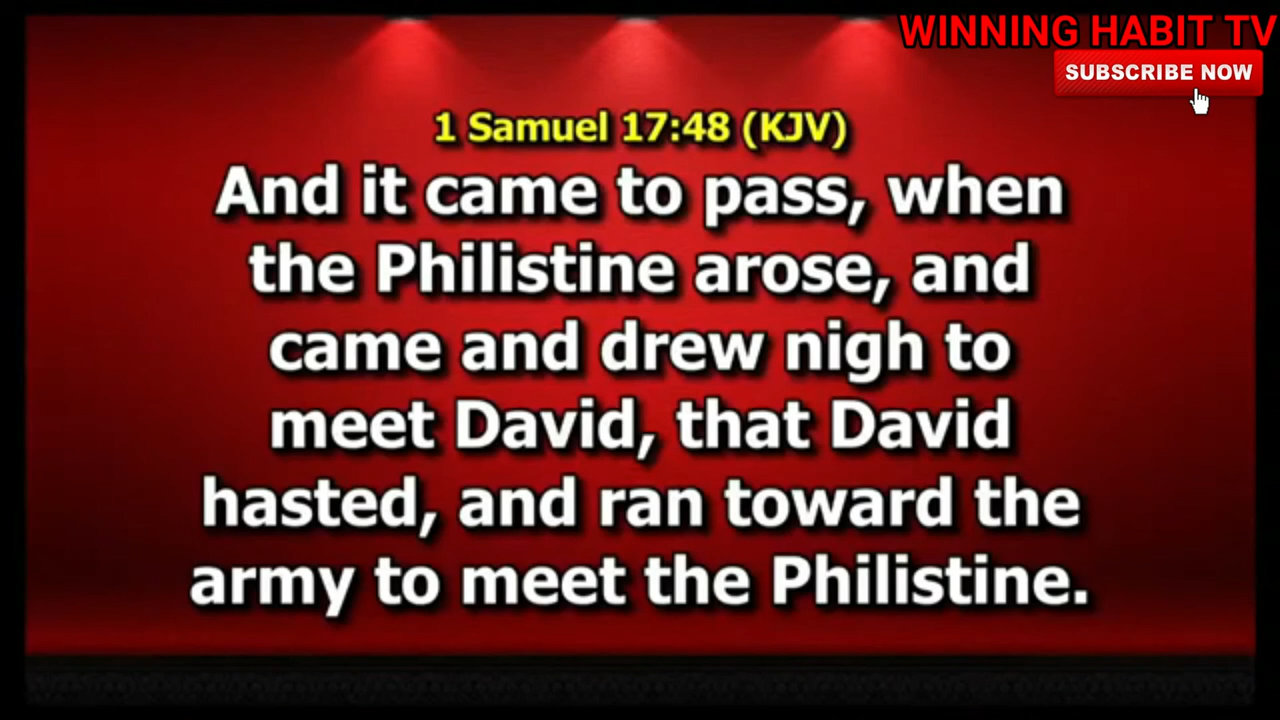 WINNING HABIT TV
SUBSCRIBE NOW
1 Samuel 17:48 (KJV)
And it came to pass, when
the Philistine arose, and
came and drew nigh to
meet David, that David
hasted, and ran toward the
army to meet the Philistine.